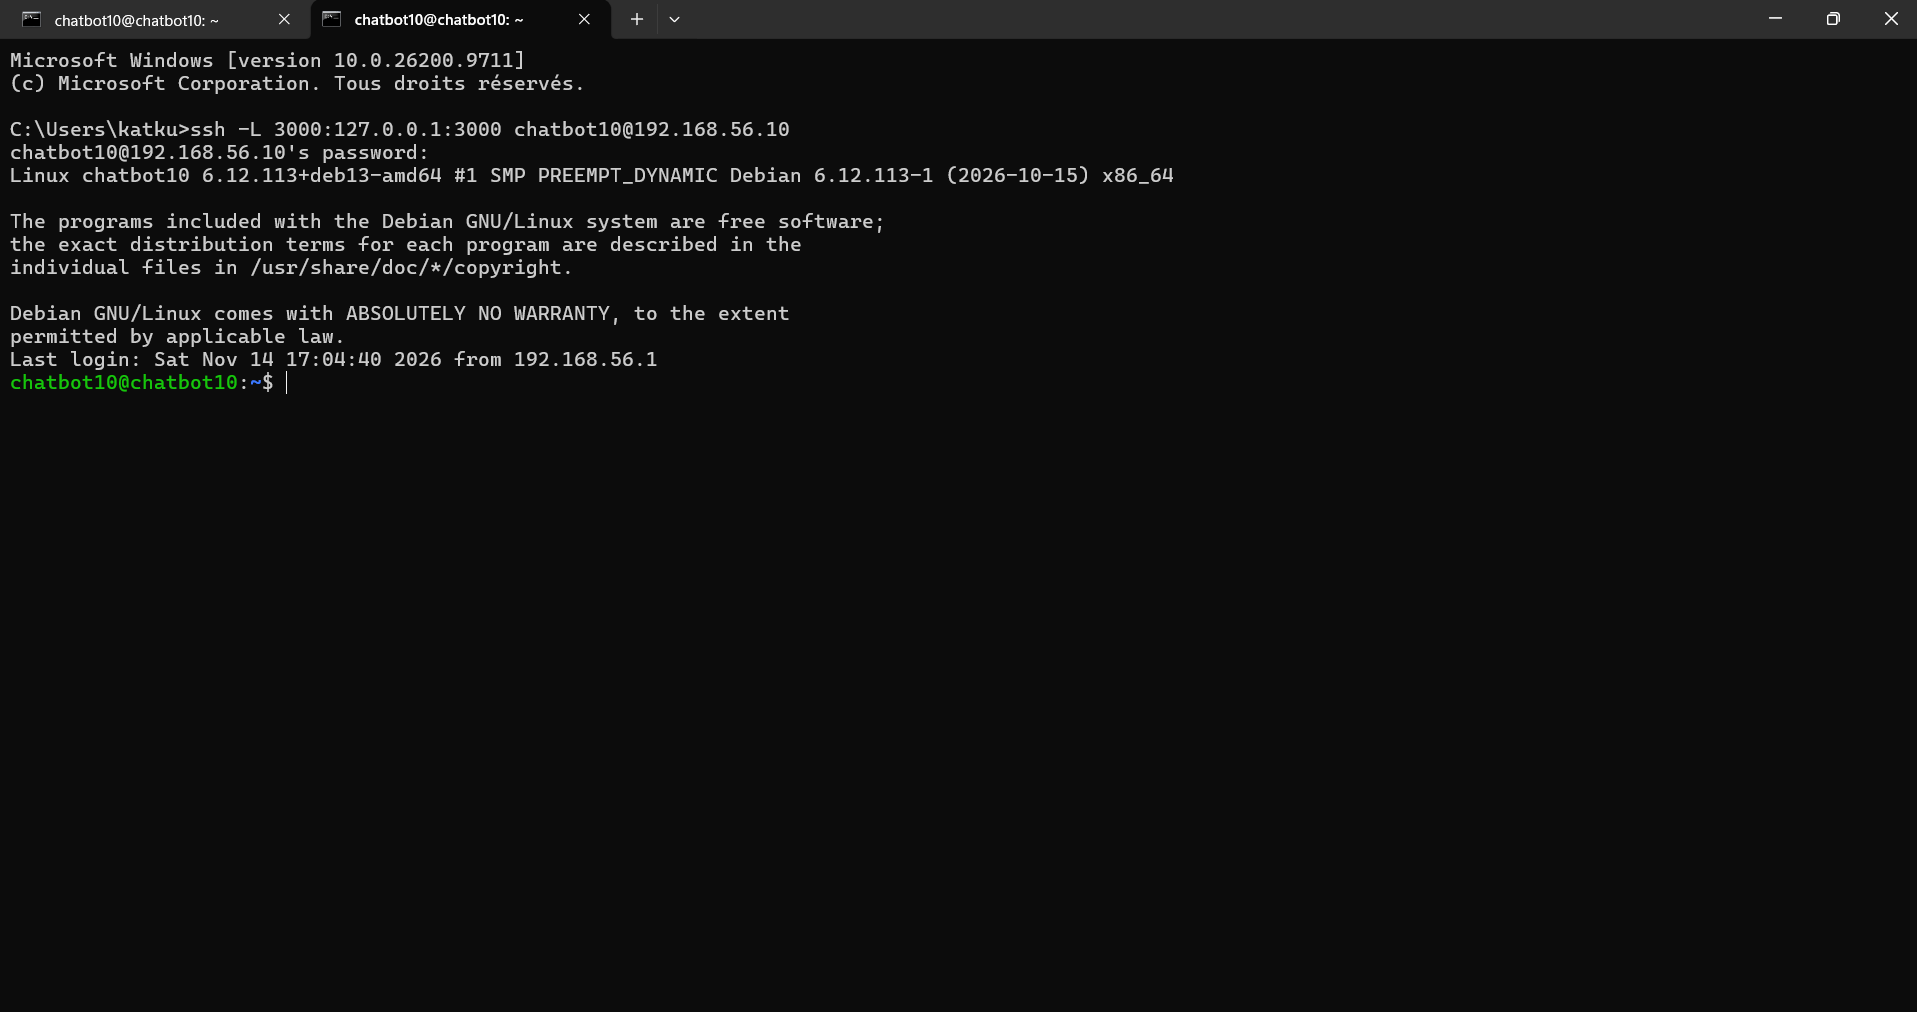 chatbot10@chatbot10: ~
chatbot10@chatbot10: ~
Microsoft Windows [version 10.0.26200.9711]
(c) Microsoft Corporation. Tous droits réservés.
C:\Users\katku>ssh -L 3000:127.0.0.1:3000 chatbot10@192.168.56.10
chatbot10@192.168.56.10's password:
Linux chatbot10 6.12.113+deb13-amd64 #1 SMP PREEMPT_DYNAMIC Debian 6.12.113-1 (2026-10-15) x86_64
The programs included with the Debian GNU/Linux system are free software;
the exact distribution terms for each program are described in the
individual files in /usr/share/doc/*/copyright.
Debian GNU/Linux comes with ABSOLUTELY NO WARRANTY, to the extent
permitted by applicable law.
Last login: Sat Nov 14 17:04:40 2026 from 192.168.56.1
chatbot10@chatbot10:~$